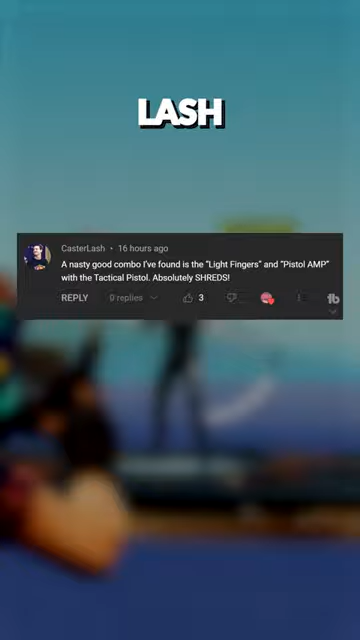 LASH
CasterLash • 16 hours ago
A nasty good combo I've found is the "Light Fingers" and "Pistol AMP"
with the Tactical Pistol. Absolutely SHREDS!
REPLY 0 replies 3